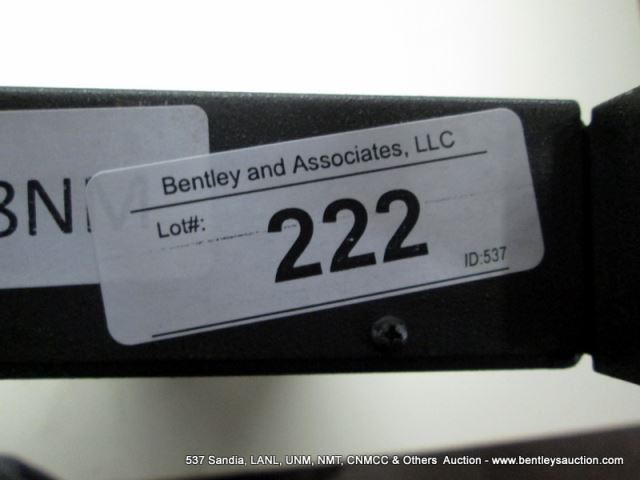 8NM
Bentley and Associates, LLC
Lot#:
222
ID:537
537 Sandia, LANL, UNM, NMT, CNMCC & Others Auction - www.bentleysauction.com